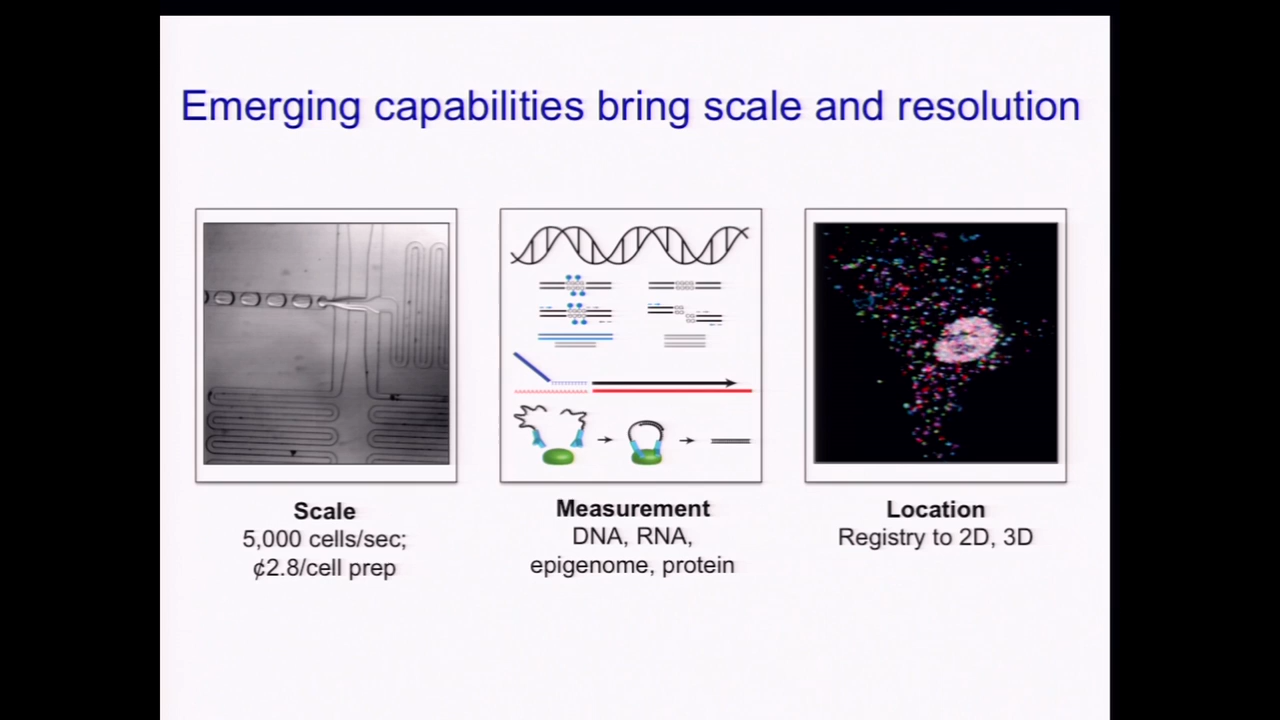 Emerging capabilities bring scale and resolution
Scale
5,000 cells/sec;
¢2.8/cell prep
Measurement
DNA, RNA,
epigenome, protein
Location
Registry to 2D, 3D